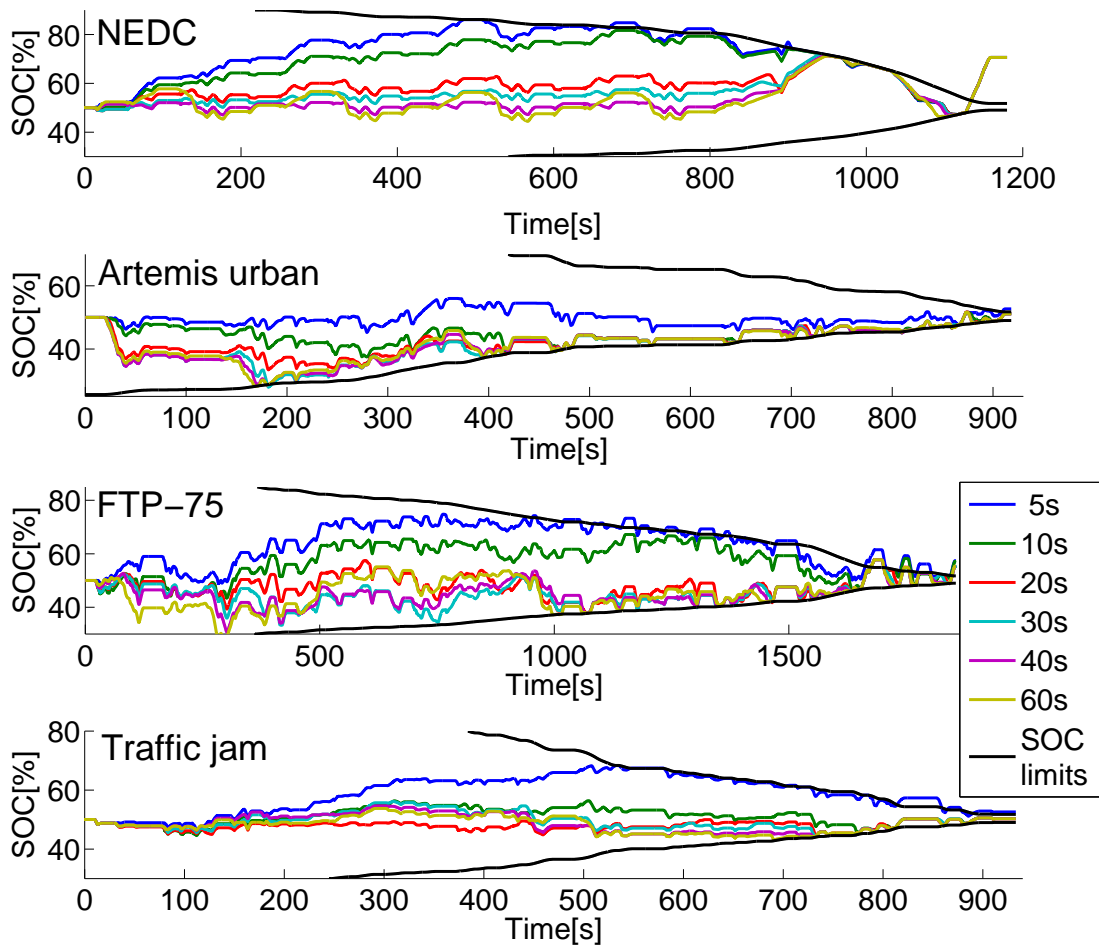 NEDC
SOC[%]
80
60
40
0 200 400 600 800 1000 1200
Time[s]
Artemis urban
SOC[%]
60
40
0 100 200 300 400 500 600 700 800 900
Time[s]
FTP−75
SOC[%]
80
60
40
0 500 1000 1500
Time[s]
Traffic jam
SOC[%]
80
60
40
0 100 200 300 400 500 600 700 800 900
Time[s]
5s
10s
20s
30s
40s
60s
SOC
limits